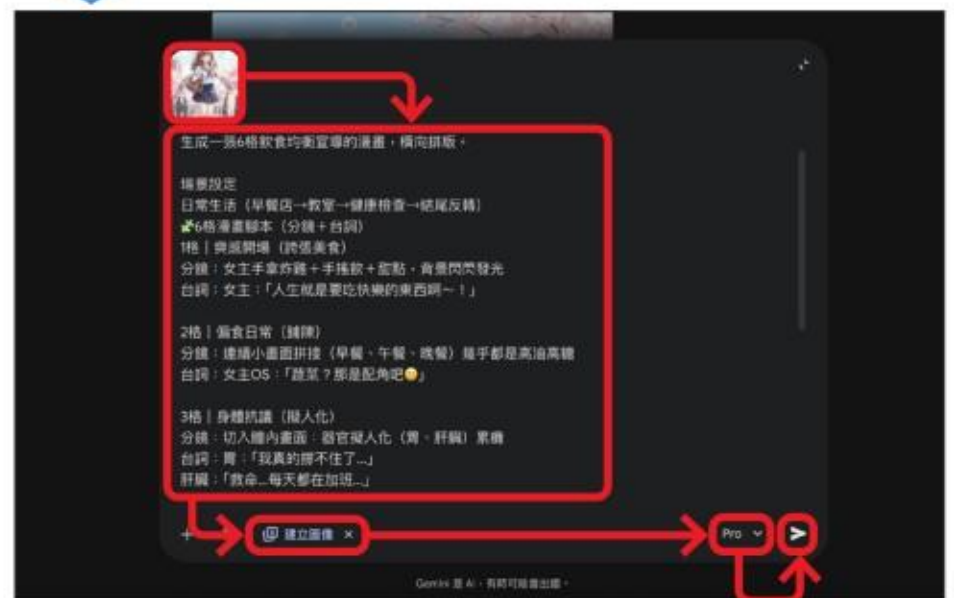 生成一張6格飲食均衡宣導的漫畫，橫向排版。
場景設定
日常生活（早餐店→教室→健康檢查→結尾反轉）
6格漫畫腳本（分鏡＋台詞）
1格｜爽感開場（誇張美食）
分鏡：女主手拿炸雞＋手搖飲＋甜點，背景閃閃發光
台詞：女主：「人生就是要吃快樂的東西啊～！」
2格｜偏食日常（鋪陳）
分鏡：連續小畫面拼接（早餐、午餐、晚餐）幾乎都是高油高糖
台詞：女主OS：「蔬菜？那是配角吧」
3格｜身體抗議（擬人化）
分鏡：切入體內畫面：器官擬人化（胃、肝臟）累癱
台詞：胃：「我真的撐不住了…」
肝臟：「救命…每天都在加班…」
+ 建立圖像 × Pro
Gemini 是 AI，有時可能會出錯。